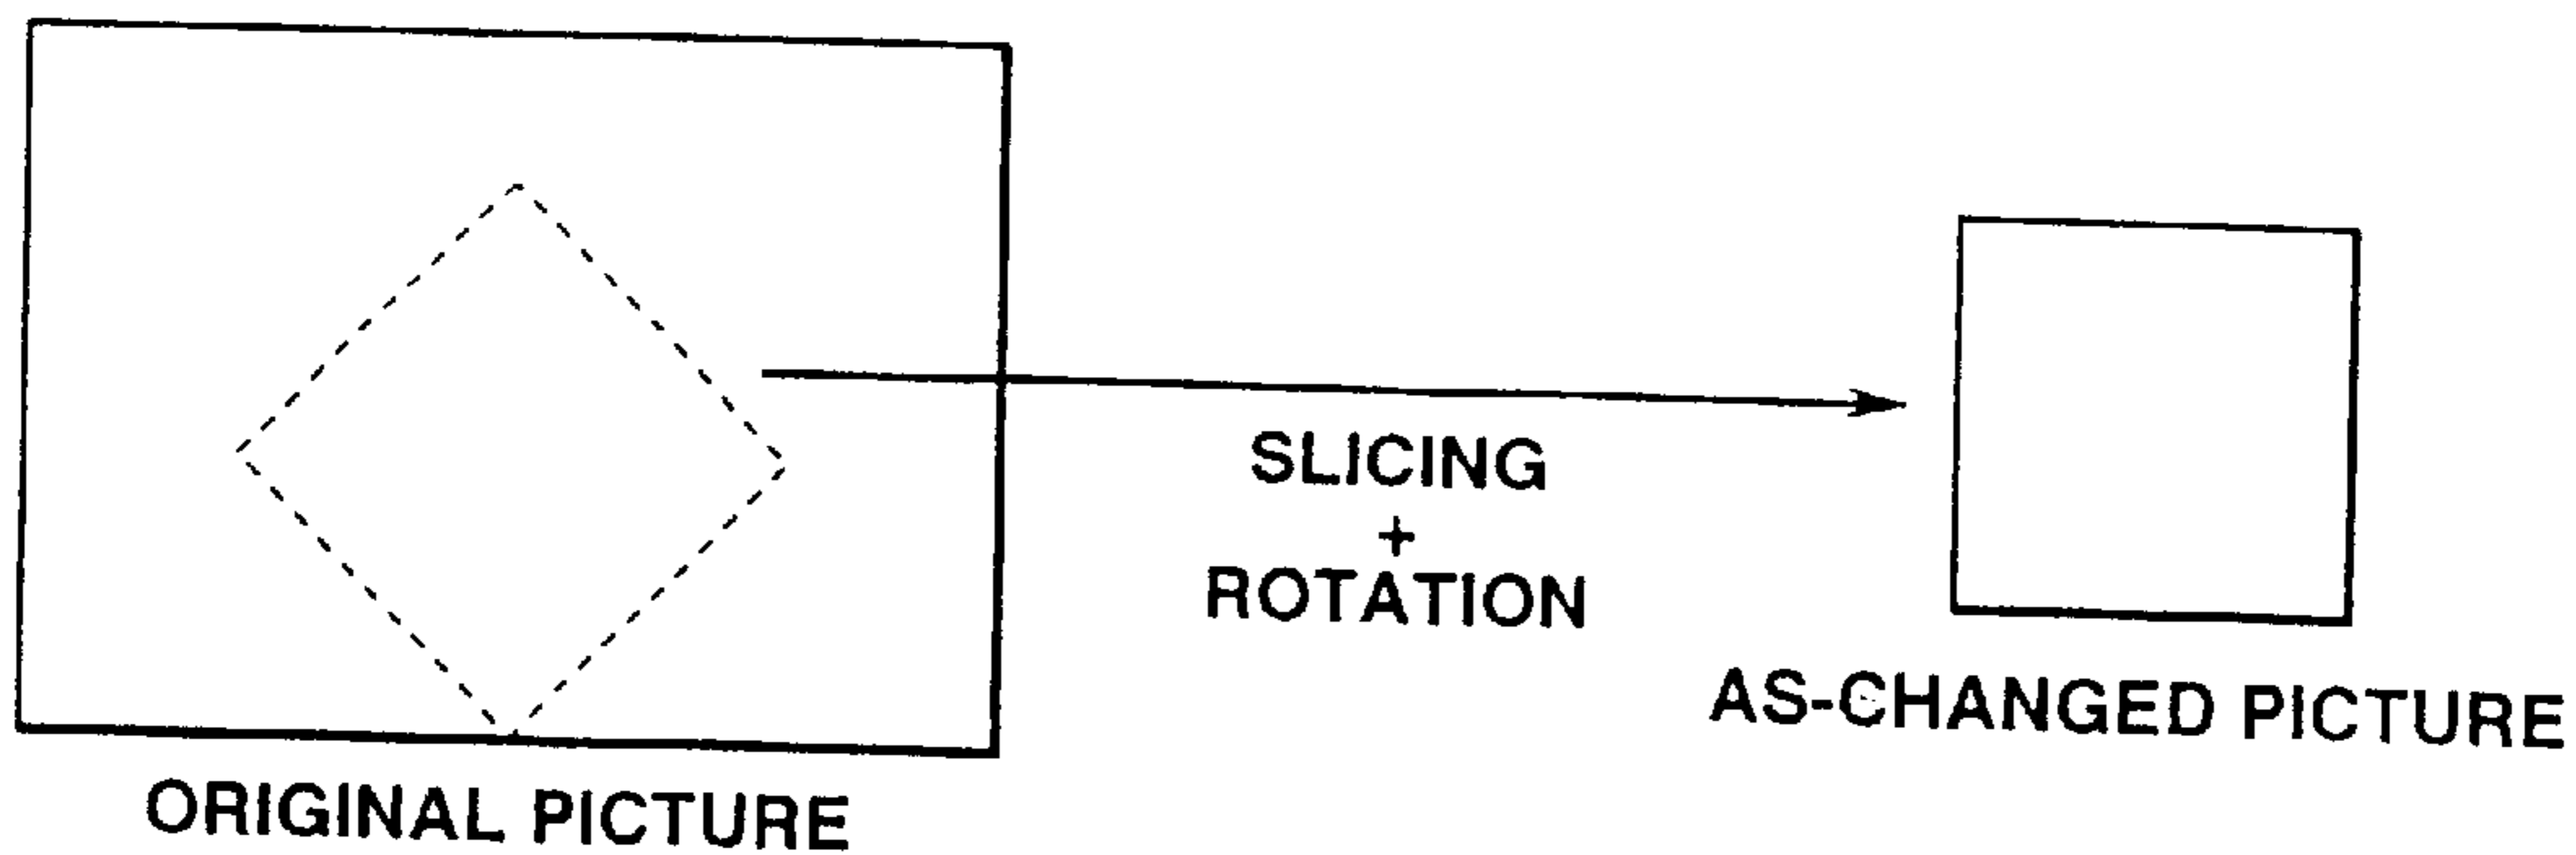 SLICING
+
ROTATION
AS-CHANGED PICTURE
ORIGINAL PICTURE